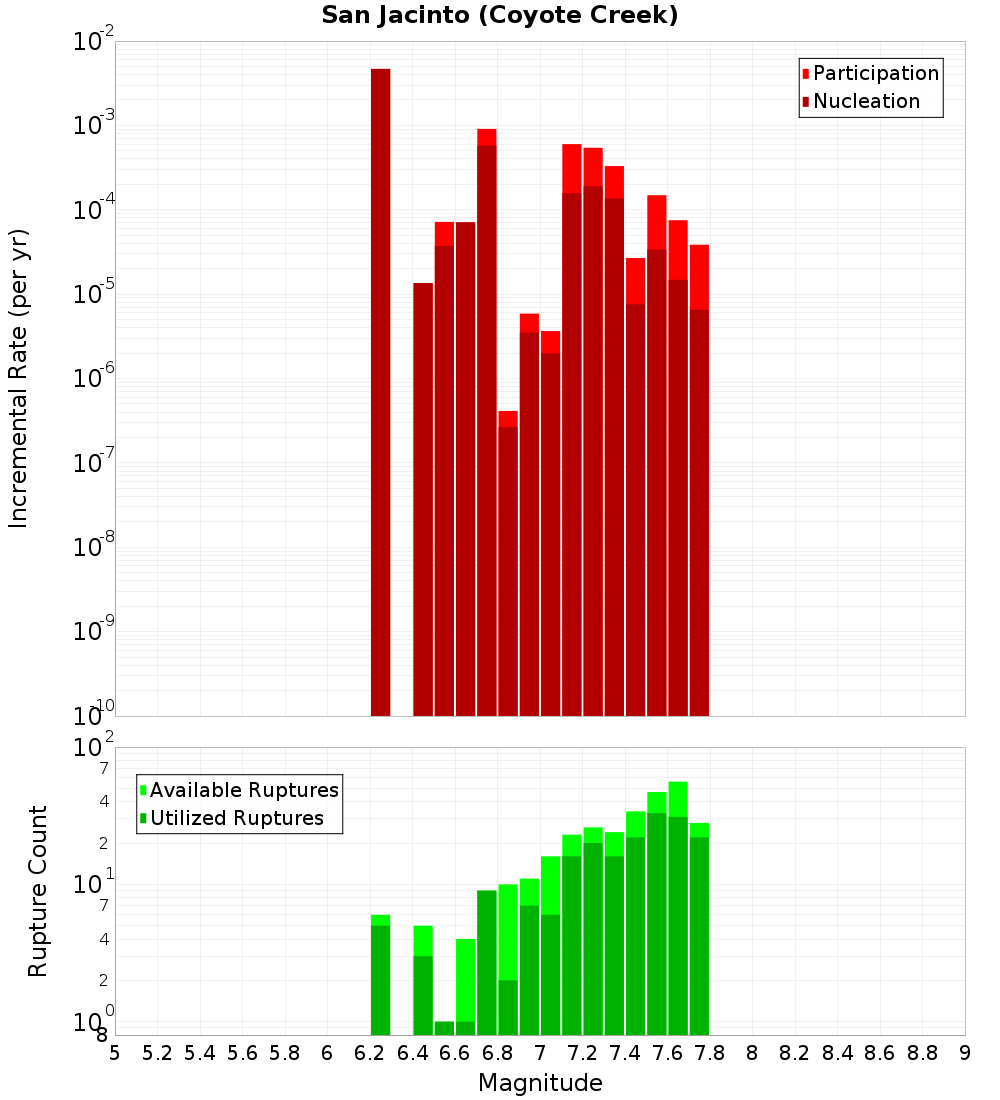 San Jacinto (Coyote Creek)
10^-2
10^-3
10^-4
10^-5
10^-6
10^-7
10^-8
10^-9
10^-10
Incremental Rate (per yr)
Participation
Nucleation
10^2
7
4
2
10^1
7
4
2
10^0
8
Rupture Count
Available Ruptures
Utilized Ruptures
5 5.2 5.4 5.6 5.8 6 6.2 6.4 6.6 6.8 7 7.2 7.4 7.6 7.8 8 8.2 8.4 8.6 8.8 9
Magnitude